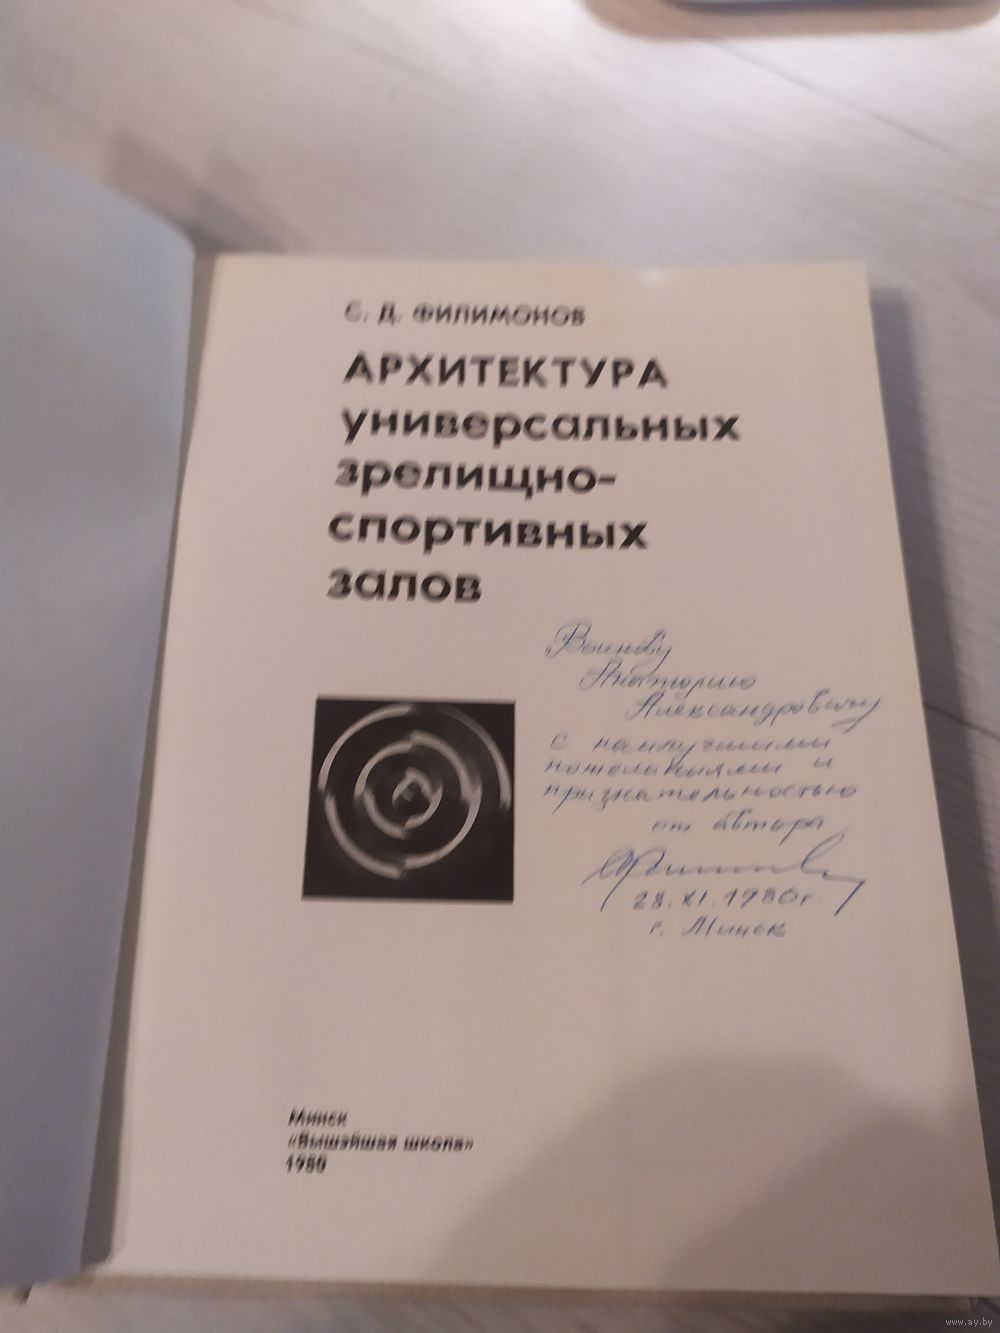 С. Д. ФИЛИМОНОВ
АРХИТЕКТУРА
универсальных
зрелищно-
спортивных
залов
Анатолию
Александровичу
с наилучшими
пожеланиями и
признательностью
от автора
28.XI.1980г.
г. Минск
Минск
«Вышэйшая школа»
1980
www.ay.by